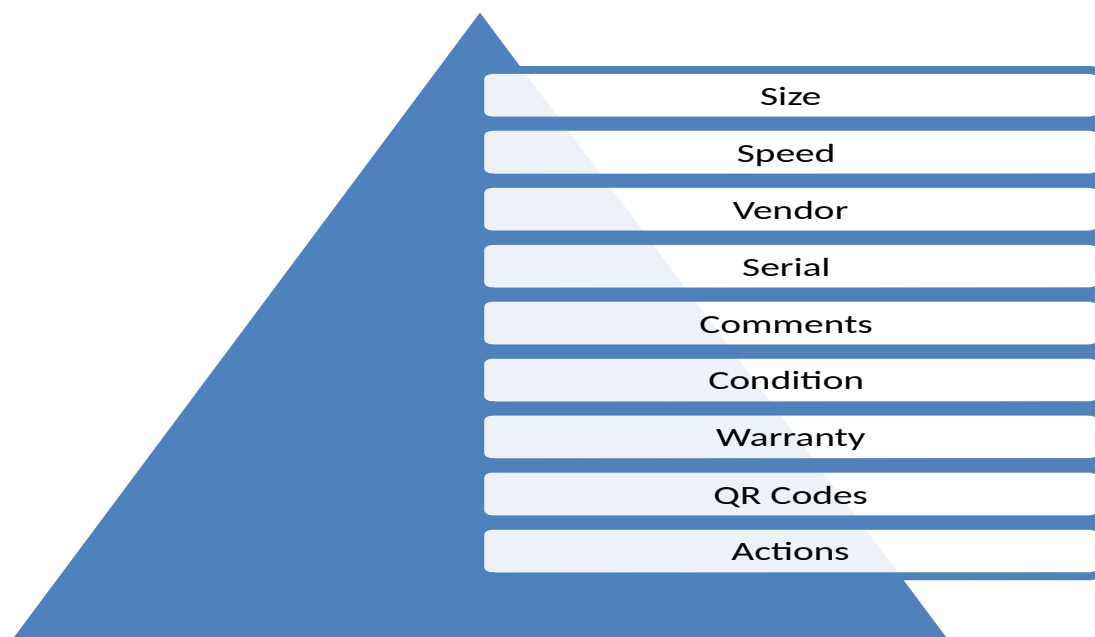 Size
Speed
Vendor
Serial
Comments
Condition
Warranty
QR Codes
Actions